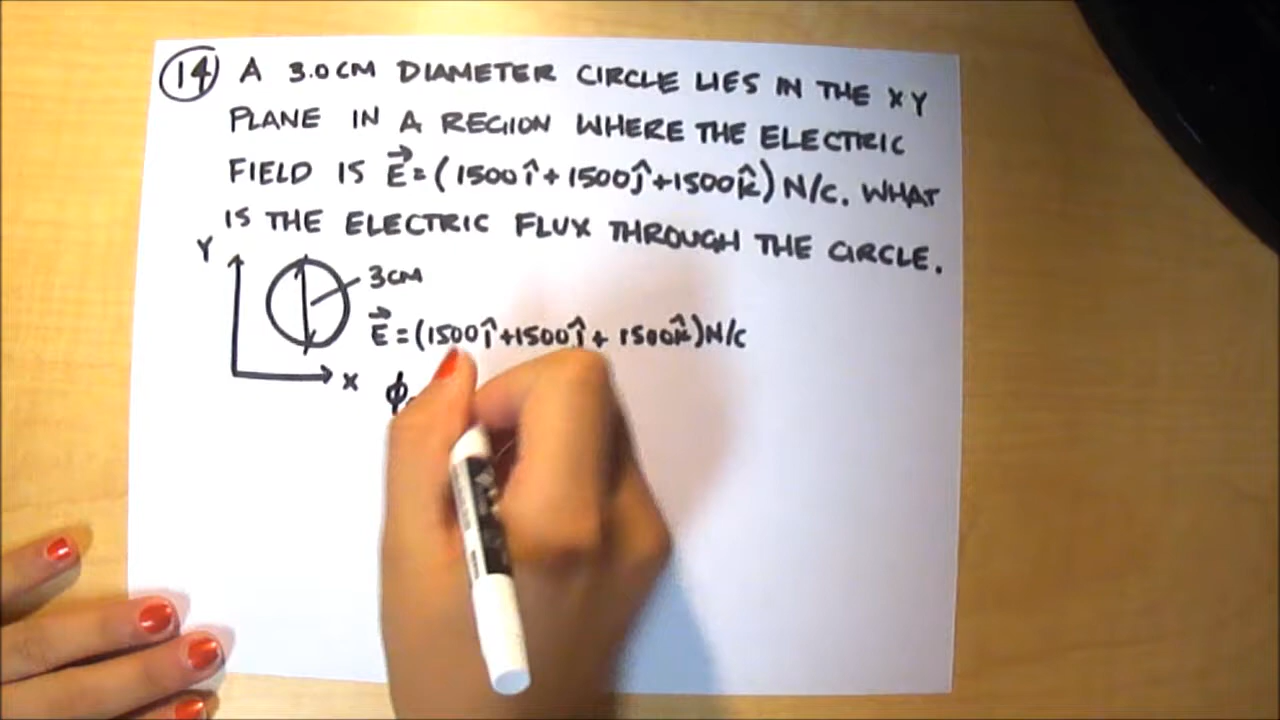 14 A 3.0CM DIAMETER CIRCLE LIES IN THE XY
PLANE IN A REGION WHERE THE ELECTRIC
FIELD IS E⃗=(1500î+1500ĵ+1500k̂)N/C. WHAT
IS THE ELECTRIC FLUX THROUGH THE CIRCLE.
Y
3CM
E⃗=(1500î+1500ĵ+1500k̂)N/C
X
ϕ